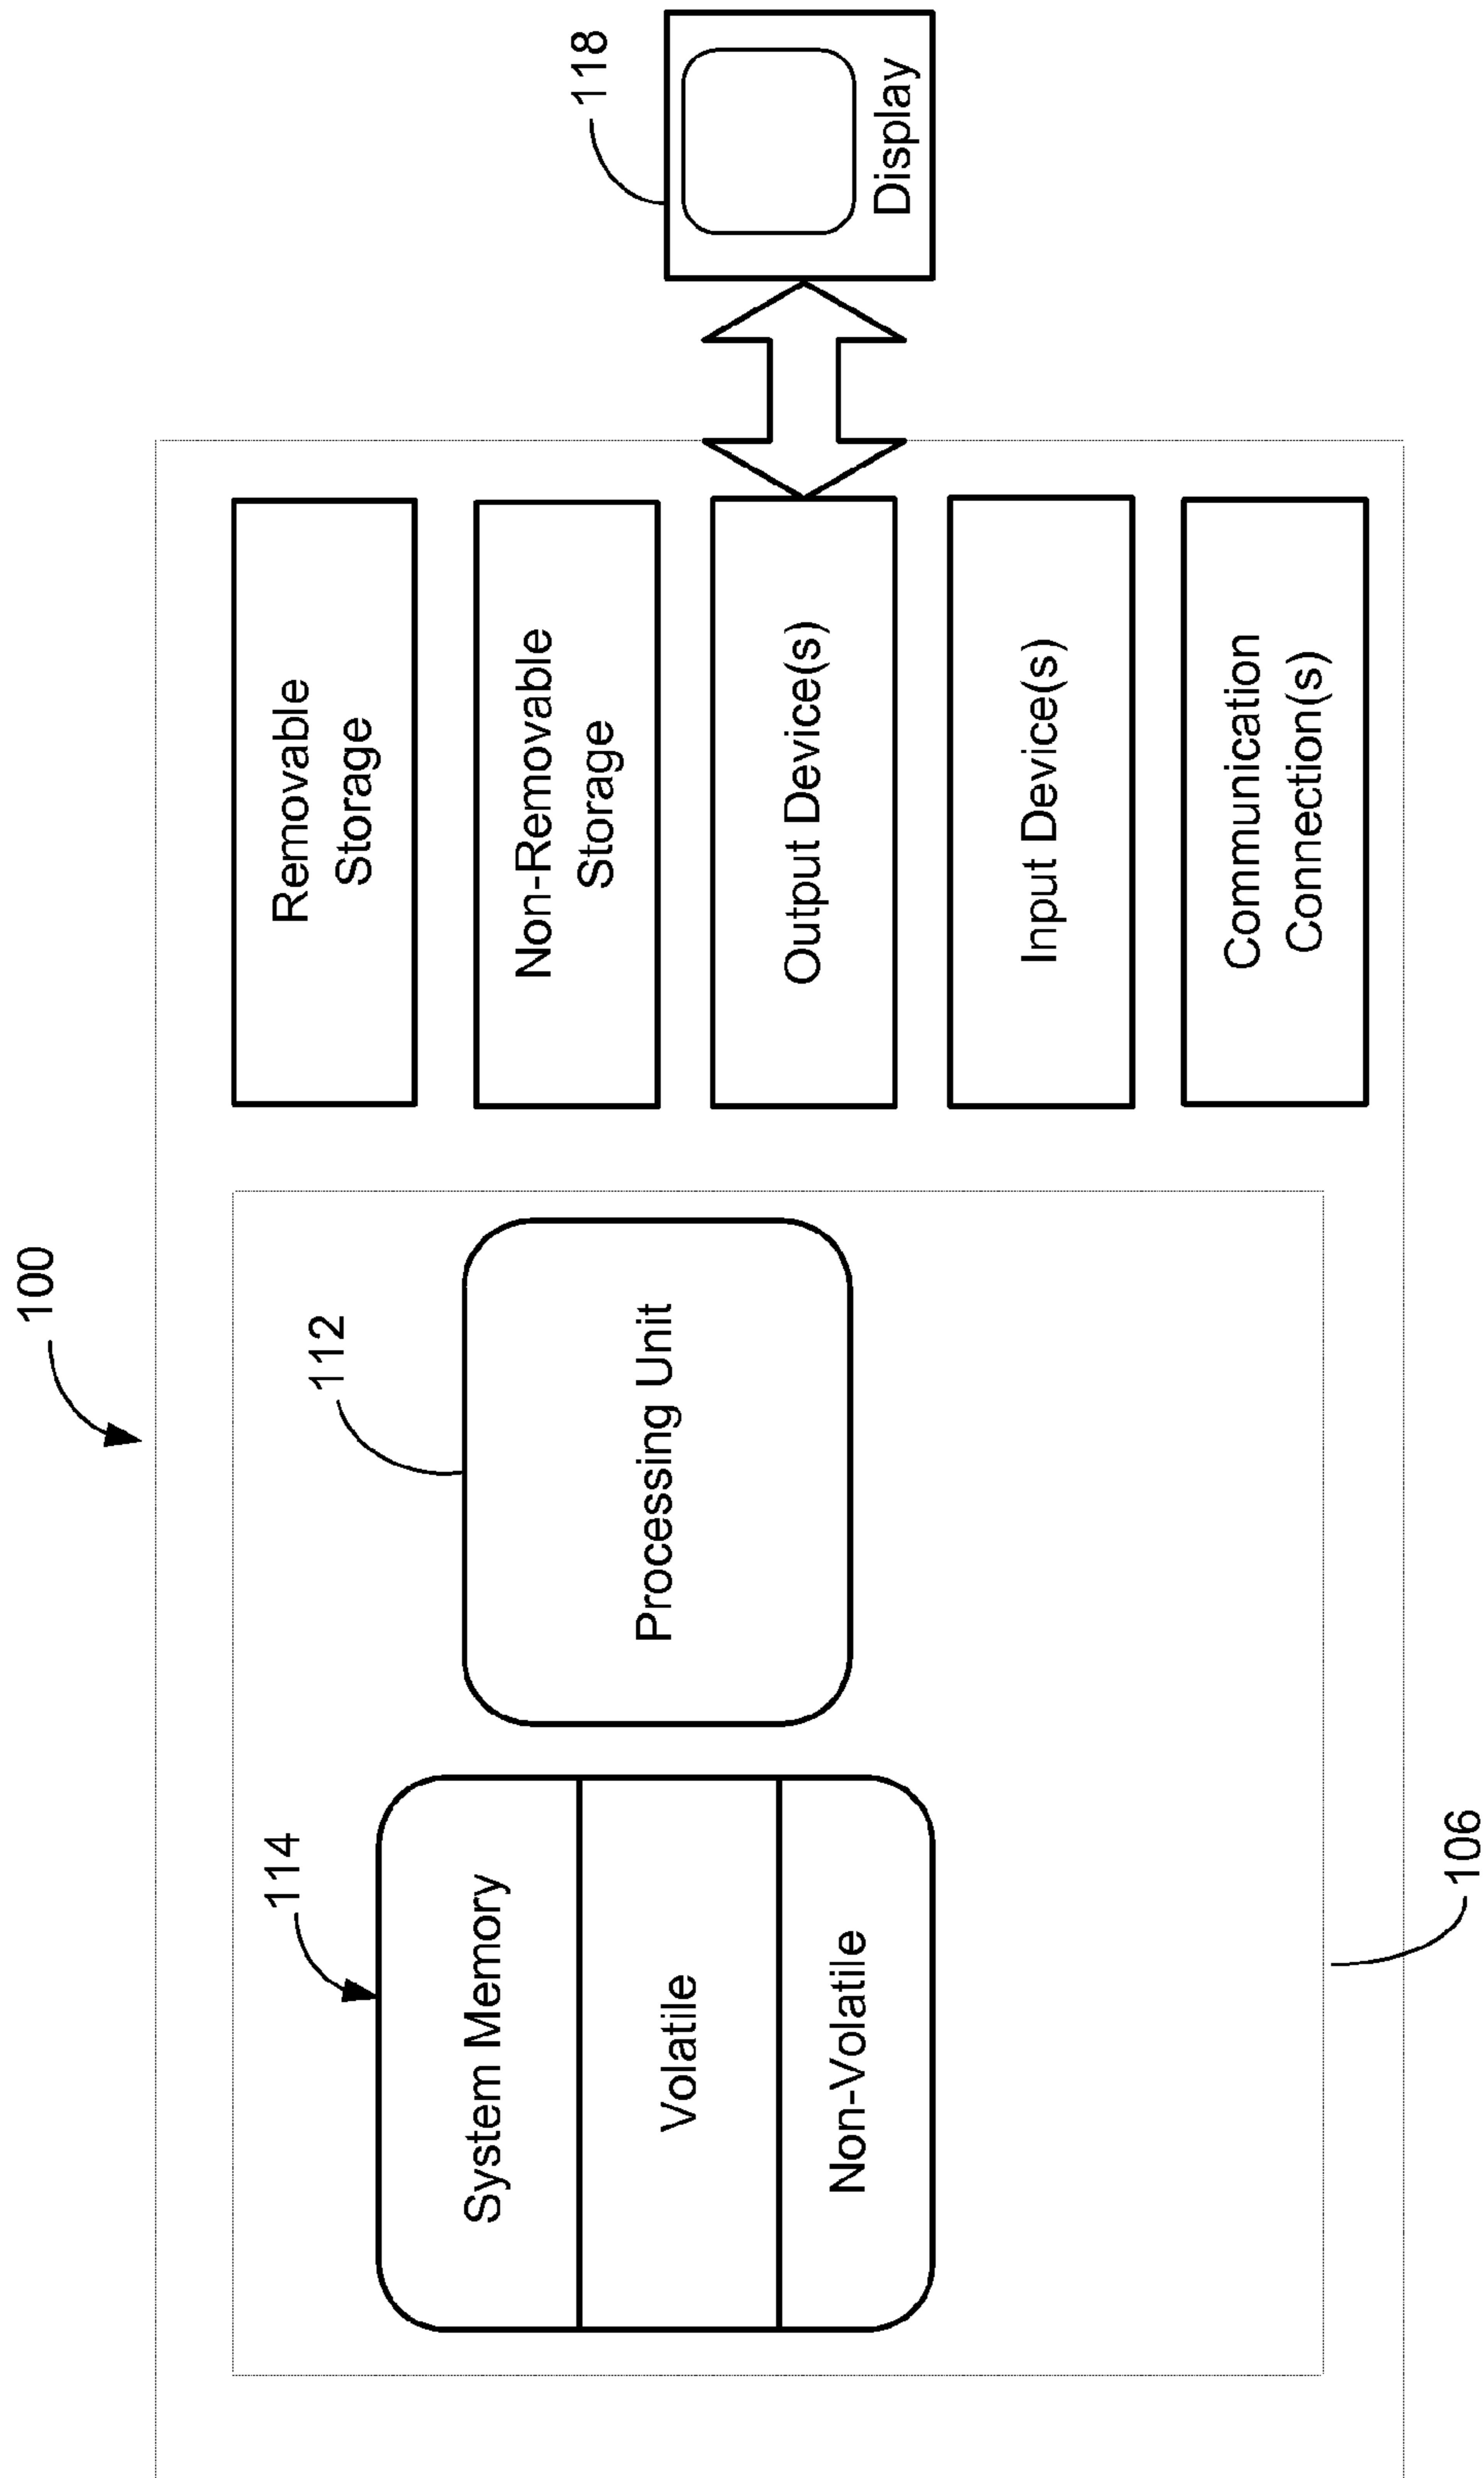 100
114
System Memory
Volatile
Non-Volatile
112
Processing Unit
106
Removable
Storage
Non-Removable
Storage
Output Device(s)
Input Device(s)
Communication
Connection(s)
118
Display